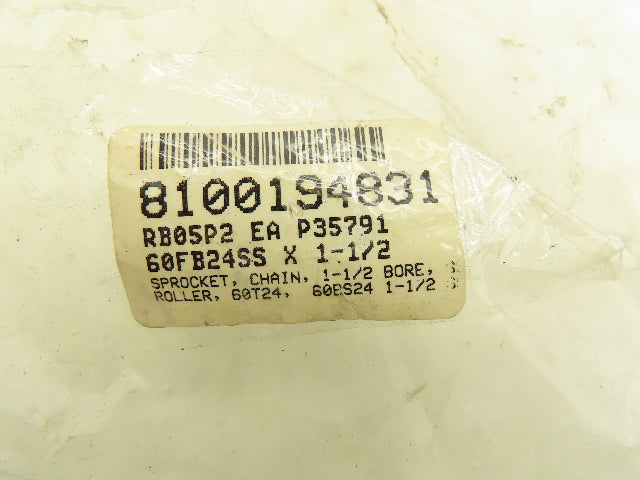 8100194831
RB05P2 EA P35791
60FB24SS X 1-1/2
SPROCKET, CHAIN, 1-1/2 BORE,
ROLLER, 60T24, 60BS24 1-1/2